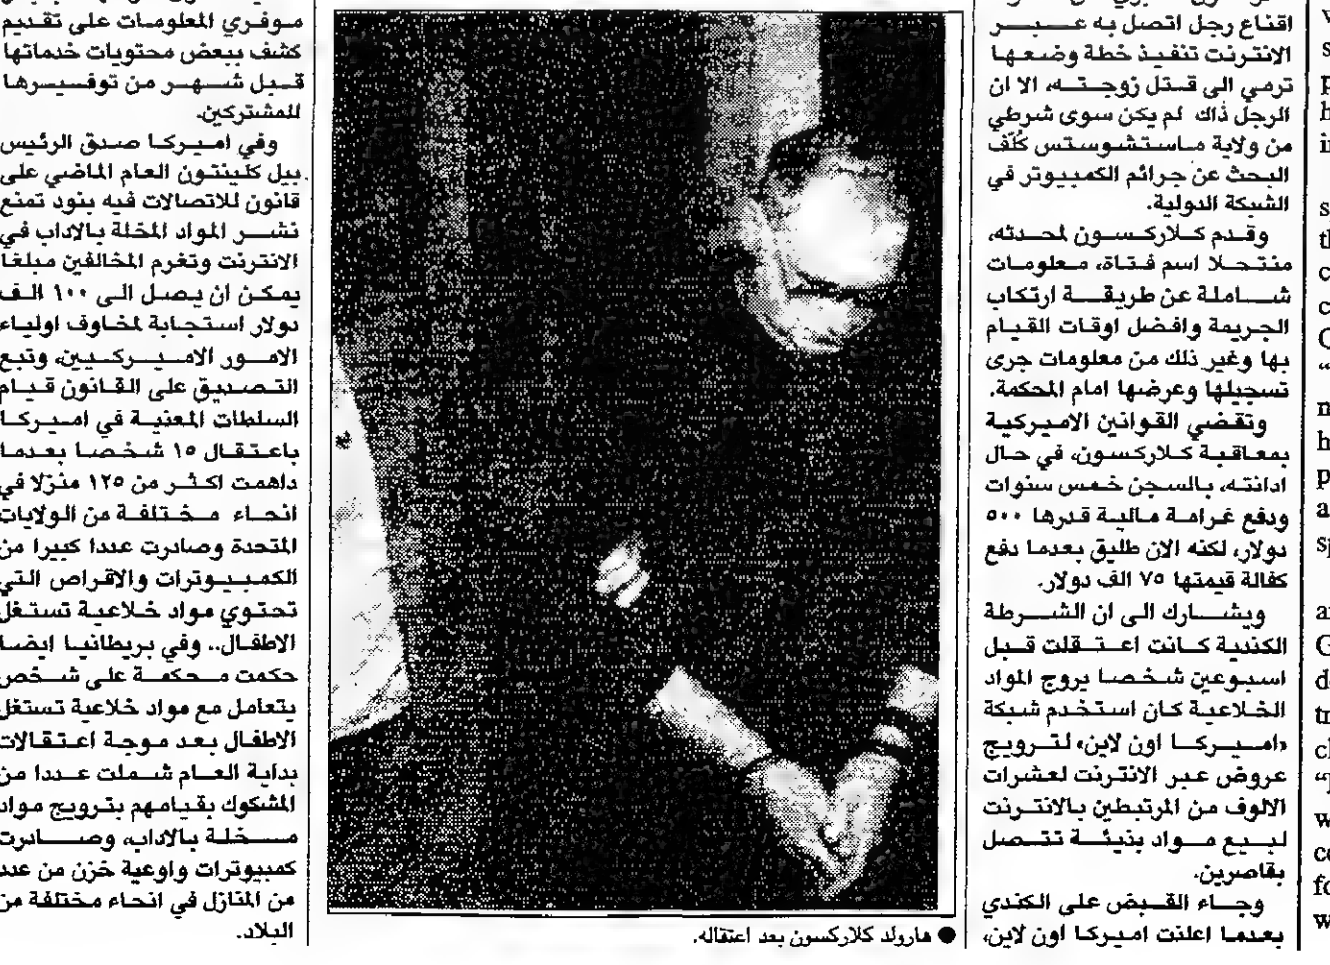 اقناع رجل اتصل به عبر
الانترنت تنفيذ خطة وضعها
ترمي الى قتل زوجته، الا ان
الرجل ذاك لم يكن سوى شرطي
من ولاية ماستشوستس كُلّف
البحث عن جرائم الكمبيوتر في
الشبكة الدولية.
وقدم كلاركسون لمحدثه،
منتحلا اسم فتاة، معلومات
شاملة عن طريقة ارتكاب
الجريمة وافضل اوقات القيام
بها وغير ذلك من معلومات جرى
تسجيلها وعرضها امام المحكمة.
وتقضي القوانين الاميركية
بمعاقبة كلاركسون، في حال
ادانته، بالسجن خمس سنوات
ودفع غرامة مالية قدرها ٥٠٠
دولار، لكنه الان طليق بعدما دفع
كفالة قيمتها ٧٥ الف دولار.
ويشارك الى ان الشرطة
الكندية كانت اعتقلت قبل
اسبوعين شخصا يروج المواد
الخلاعية كان استخدم شبكة
«اميركا اون لاين» لترويج
عروض عبر الانترنت لعشرات
الالوف من المرتبطين بالانترنت
لبيع مواد بذيئة تتصل
بقاصرين.
وجاء القبض على الكندي
بعدما اعلنت اميركا اون لاين،
● هارولد كلاركسون بعد اعتقاله.
موفري المعلومات على تقديم
كشف ببعض محتويات خدماتها
قبل شهر من توفيرها
للمشتركين.
وفي اميركا صدق الرئيس
بيل كلينتون العام الماضي على
قانون للاتصالات فيه بنود تمنع
نشر المواد المخلة بالاداب في
الانترنت وتغرم المخالفين مبلغا
يمكن ان يصل الى ١٠٠ الف
دولار استجابة لمخاوف اولياء
الامور الاميركيين، وتبع
التصديق على القانون قيام
السلطات المعنية في اميركا
باعتقال ١٥ شخصا بعدما
داهمت اكثر من ١٢٥ منزلا في
انحاء مختلفة من الولايات
المتحدة وصادرت عددا كبيرا من
الكمبيوترات والاقراص التي
تحتوي مواد خلاعية تستغل
الاطفال.. وفي بريطانيا ايضا
حكمت محكمة على شخص
يتعامل مع مواد خلاعية تستغل
الاطفال بعد موجة اعتقالات
بداية العام شملت عددا من
المشكوك بقيامهم بترويج مواد
مخلة بالاداب، وصادرت
كمبيوترات واوعية خزن من عدد
من المنازل في انحاء مختلفة من
البلاد.